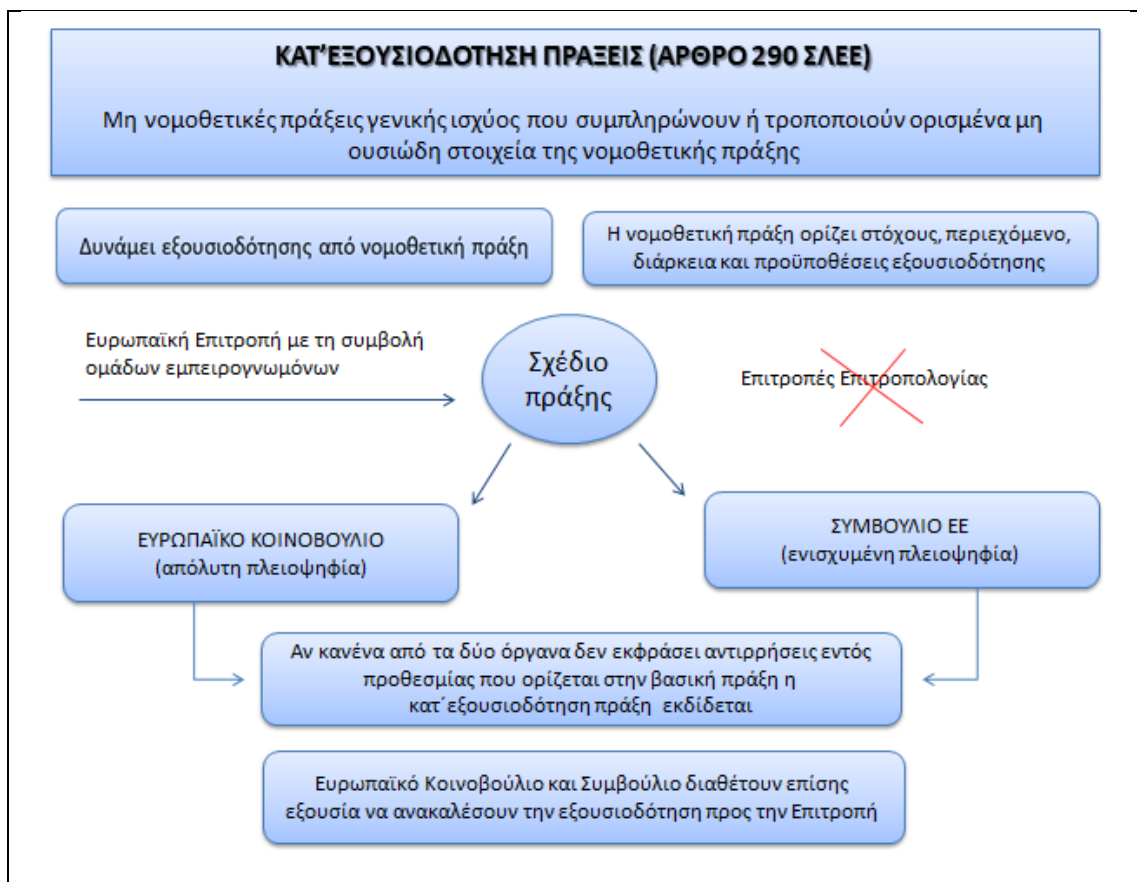 ΚΑΤ΄ΕΞΟΥΣΙΟΔΟΤΗΣΗ ΠΡΑΞΕΙΣ (ΑΡΘΡΟ 290 ΣΛΕΕ)
Μη νομοθετικές πράξεις γενικής ισχύος που συμπληρώνουν ή τροποποιούν ορισμένα μη
ουσιώδη στοιχεία της νομοθετικής πράξης
Δυνάμει εξουσιοδότησης από νομοθετική πράξη
Η νομοθετική πράξη ορίζει στόχους, περιεχόμενο,
διάρκεια και προϋποθέσεις εξουσιοδότησης
Ευρωπαϊκή Επιτροπή με τη συμβολή
ομάδων εμπειρογνωμόνων
Σχέδιο
πράξης
Επιτροπές Επιτροπολογίας
ΕΥΡΩΠΑΪΚΟ ΚΟΙΝΟΒΟΥΛΙΟ
(απόλυτη πλειοψηφία)
ΣΥΜΒΟΥΛΙΟ ΕΕ
(ενισχυμένη πλειοψηφία)
Αν κανένα από τα δύο όργανα δεν εκφράσει αντιρρήσεις εντός
προθεσμίας που ορίζεται στην βασική πράξη η
κατ΄εξουσιοδότηση πράξη εκδίδεται
Ευρωπαϊκό Κοινοβούλιο και Συμβούλιο διαθέτουν επίσης
εξουσία να ανακαλέσουν την εξουσιοδότηση προς την Επιτροπή